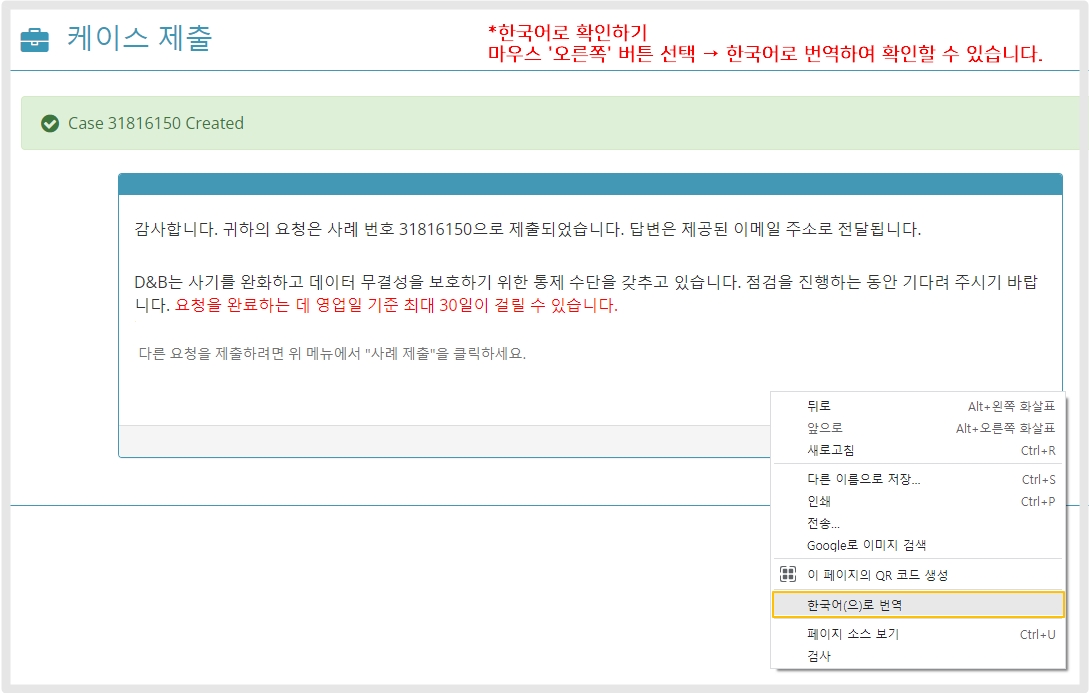 케이스 제출
*한국어로 확인하기
마우스 '오른쪽' 버튼 선택 → 한국어로 번역하여 확인할 수 있습니다.
Case 31816150 Created
감사합니다. 귀하의 요청은 사례 번호 31816150으로 제출되었습니다. 답변은 제공된 이메일 주소로 전달됩니다.
D&B는 사기를 완화하고 데이터 무결성을 보호하기 위한 통제 수단을 갖추고 있습니다. 점검을 진행하는 동안 기다려 주시기 바랍
니다. 요청을 완료하는 데 영업일 기준 최대 30일이 걸릴 수 있습니다.
다른 요청을 제출하려면 위 메뉴에서 "사례 제출"을 클릭하세요.
뒤로 Alt+왼쪽 화살표
앞으로 Alt+오른쪽 화살표
새로고침 Ctrl+R
다른 이름으로 저장... Ctrl+S
인쇄 Ctrl+P
전송...
Google로 이미지 검색
이 페이지의 QR 코드 생성
한국어(으)로 번역
페이지 소스 보기 Ctrl+U
검사